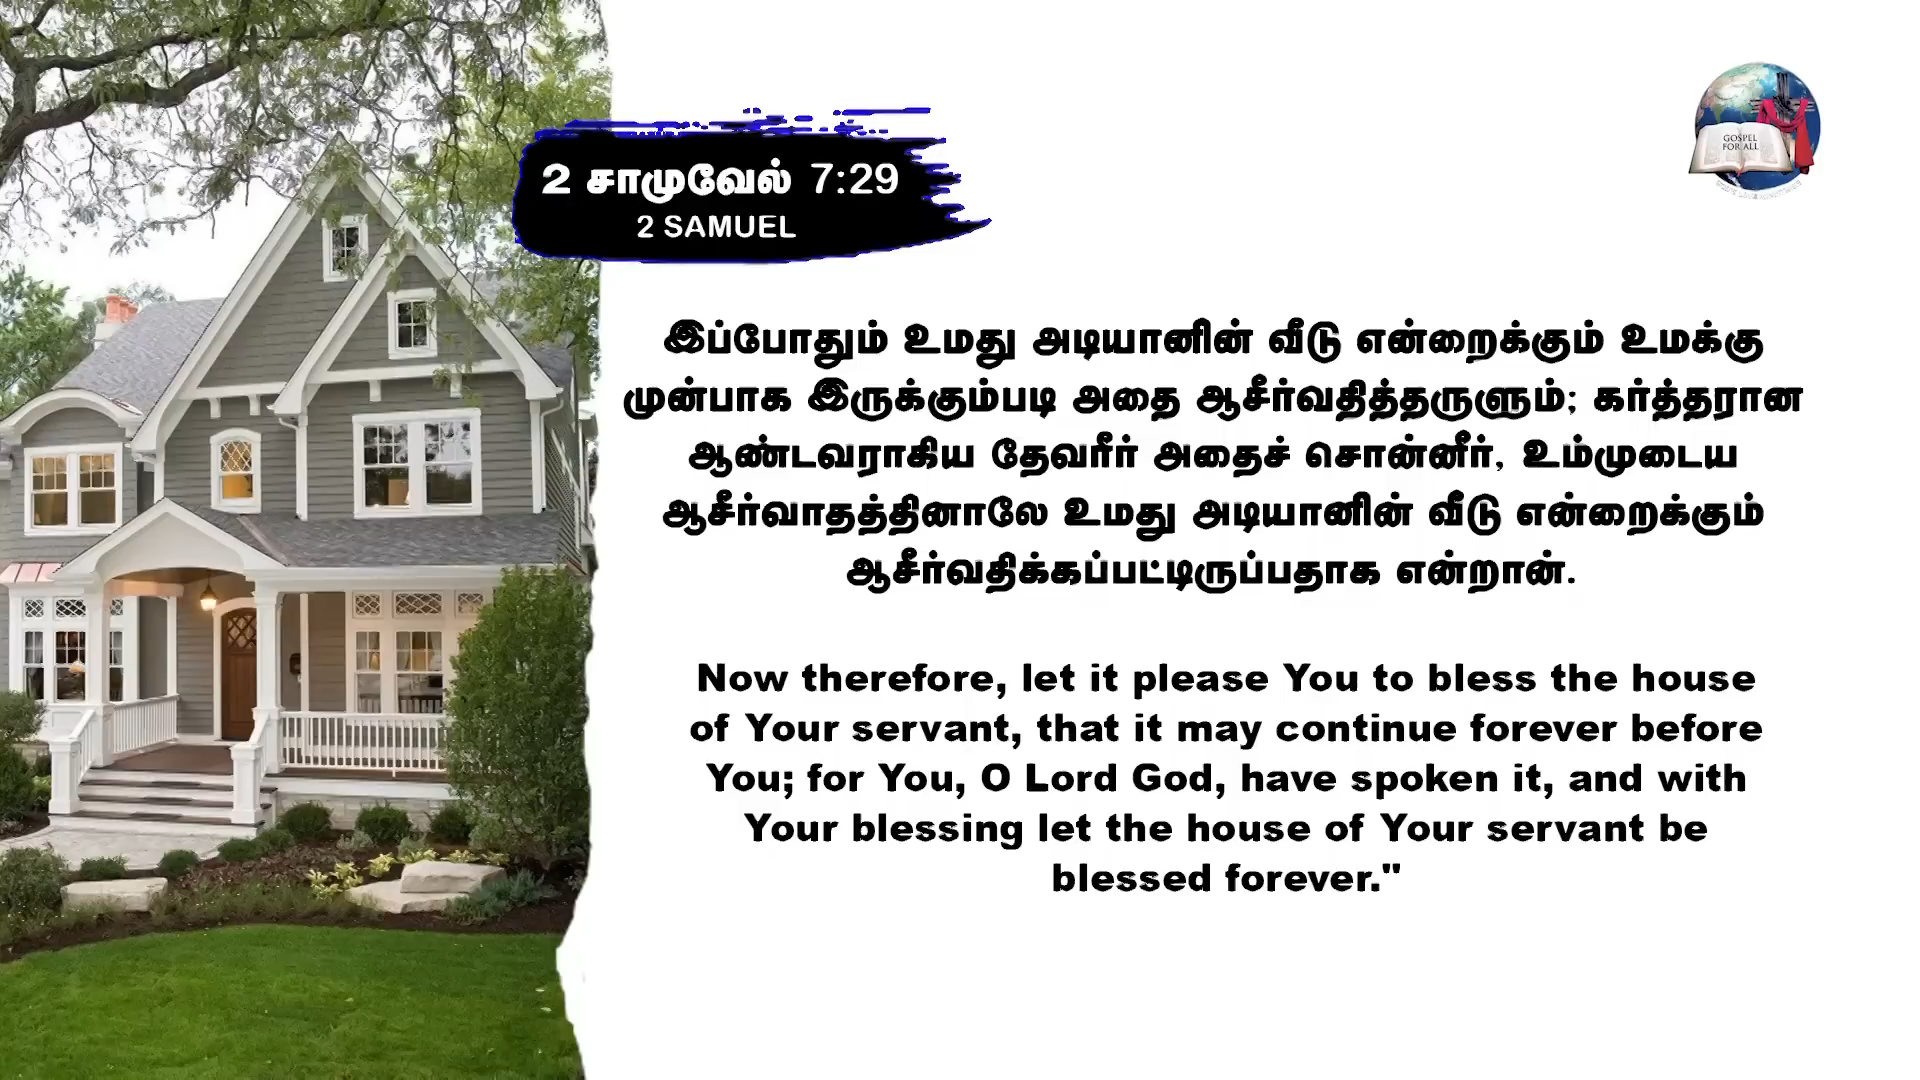 2 சாமுவேல் 7:29
2 SAMUEL
GOSPEL
FOR ALL
இப்போதும் உமது அடியானின் வீடு என்றைக்கும் உமக்கு
முன்பாக இருக்கும்படி அதை ஆசீர்வதித்தருளும்; கர்த்தரான
ஆண்டவராகிய தேவரீர் அதைச் சொன்னீர், உம்முடைய
ஆசீர்வாதத்தினாலே உமது அடியானின் வீடு என்றைக்கும்
ஆசீர்வதிக்கப்பட்டிருப்பதாக என்றான்.
Now therefore, let it please You to bless the house
of Your servant, that it may continue forever before
You; for You, O Lord God, have spoken it, and with
Your blessing let the house of Your servant be
blessed forever."